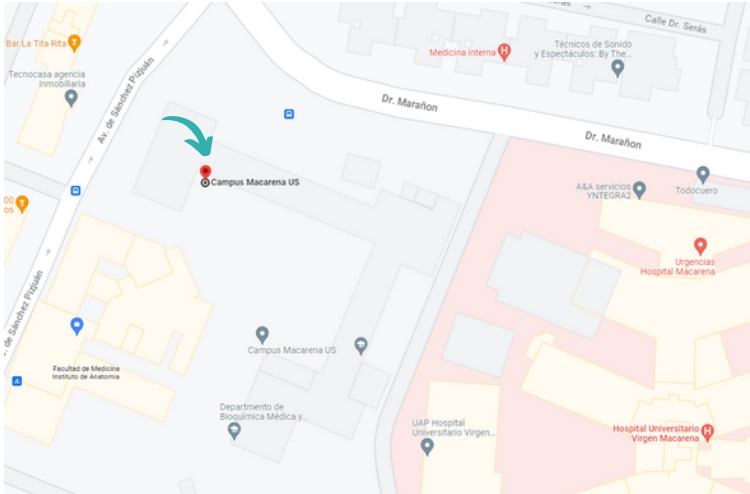 Calle Dr. Serás
Bar La Tita Rita
Medicina Interna
Técnicos de Sonido
y Espectáculos: By The...
Tecnocasa agencia
inmobiliaria
Av. de Sánchez Pizjuán
Dr. Marañon
Dr. Marañon
Campus Macarena US
A&A servicios
YNTEGRA2
Todocuero
Urgencias
Hospital Macarena
de Sánchez Pizjuán
Campus Macarena US
Facultad de Medicina
Instituto de Anatomia
Departmento de
Bioquímica Médica y...
UAP Hospital
Universitario Virgen...
Hospital Universitario
Virgen Macarena
H
H